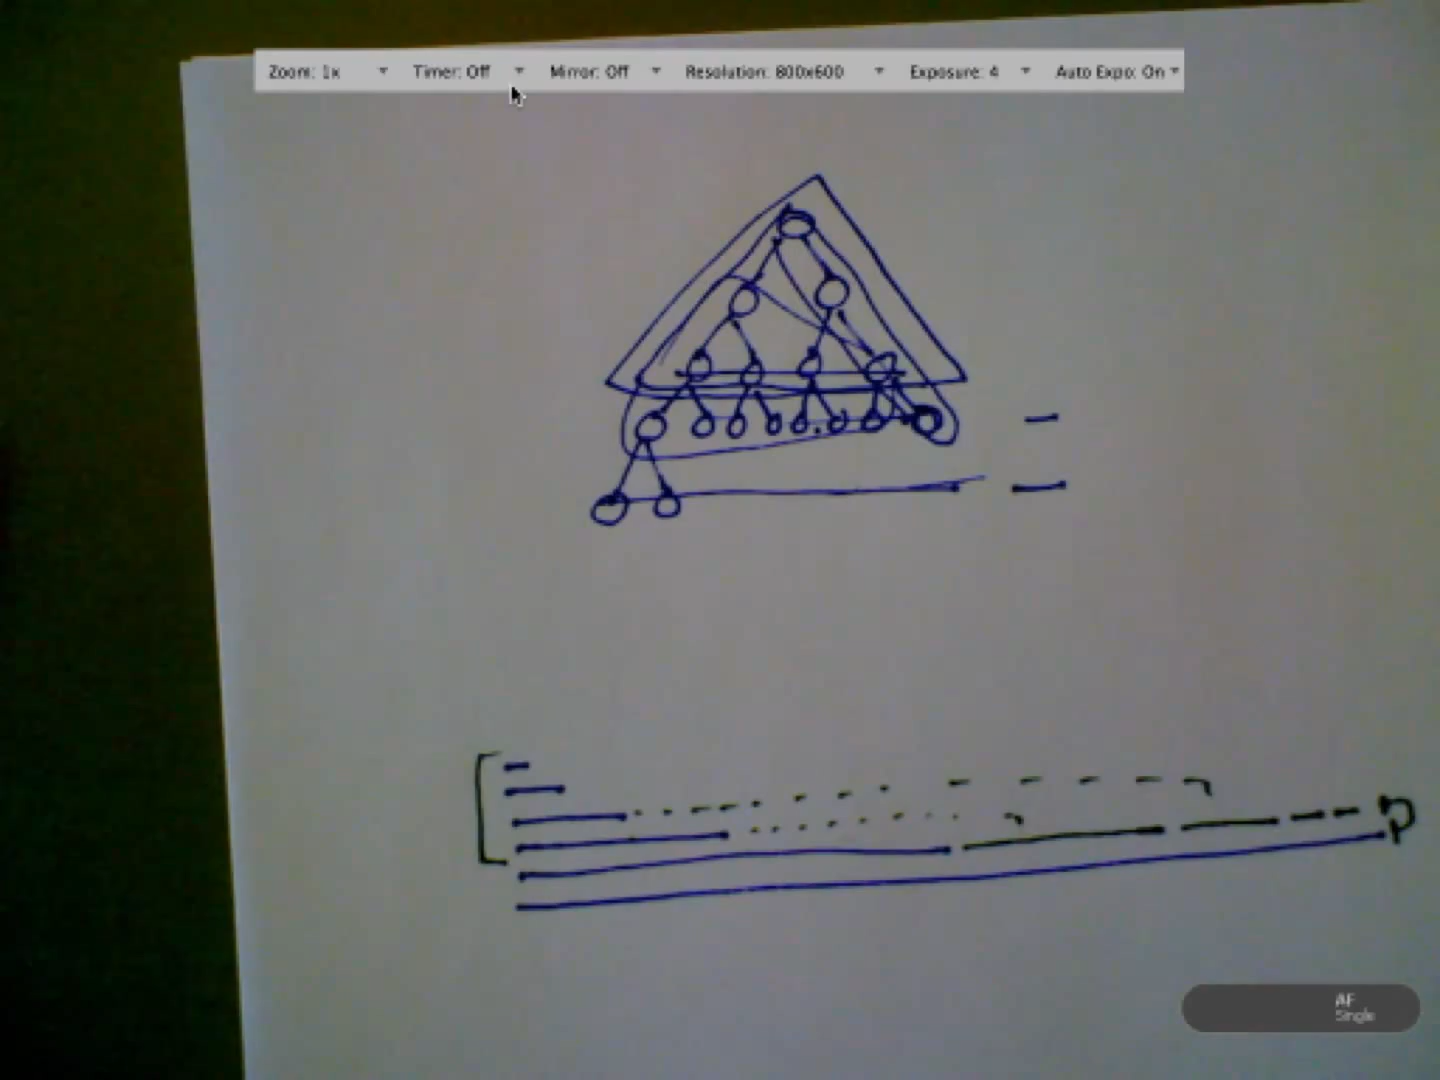 Zoom: 1x Timer: Off Mirror: Off Resolution: 800x600 Exposure: 4 Auto Expo: On
P
AF
Single